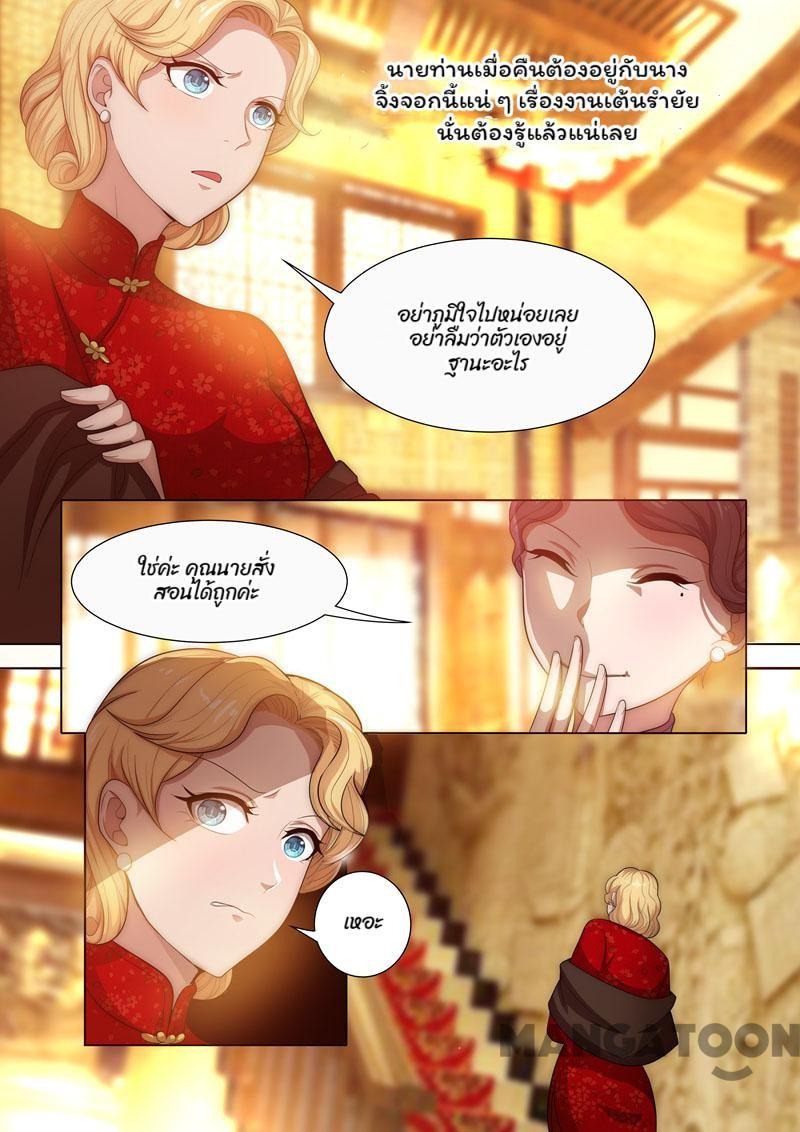 นายท่านเมื่อคืนต้องอยู่กับนาง
จิ้งจอกนี้แน่ ๆ เรื่องงานเต้นรำยัย
นั่นต้องรู้แล้วแน่เลย
อย่าภูมิใจไปหน่อยเลย
อย่าลืมว่าตัวเองอยู่
ฐานะอะไร
ใช่ค่ะ คุณนายสั่ง
สอนได้ถูกค่ะ
เหอะ
MANGATOON